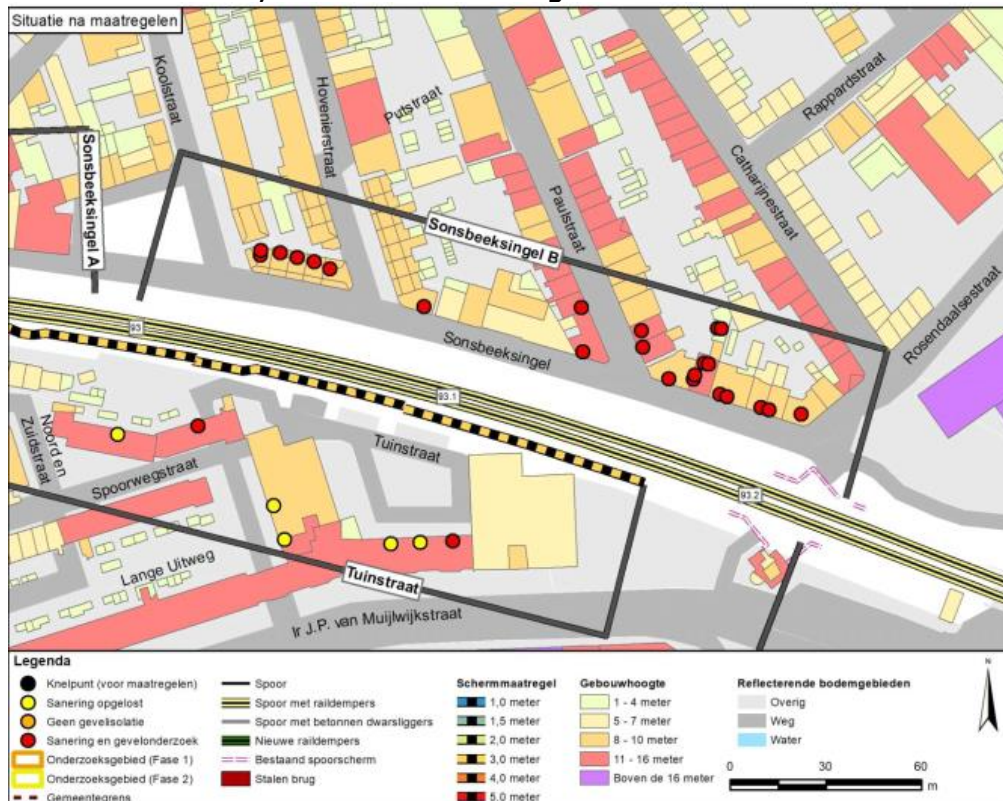 Situatie na maatregelen
Koolstraat
Hovenierstraat
Putstraat
Rappardstraat
Sonsbeeksingel A
Sonsbeeksingel B
Paulstraat
Catharijnestraat
Rosendaalsestraat
93
Sonsbeeksingel
93.1
93.2
Noord en
Zuidstraat
Spoorwegstraat
Tuinstraat
Lange Uitweg
Tuinstraat
Ir J.P. van Muijlwijkstraat
Legenda
Knelpunt (voor maatregelen)
Sanering opgelost
Geen gevelisolatie
Sanering en gevelonderzoek
Onderzoeksgebied (Fase 1)
Onderzoeksgebied (Fase 2)
Gemeentegrens
Spoor
Spoor met raildempers
Spoor met betonnen dwarsliggers
Nieuwe raildempers
Bestaand spoorscherm
Stalen brug
Schermmaatregel
1,0 meter
1,5 meter
2,0 meter
3,0 meter
4,0 meter
5,0 meter
Gebouwhoogte
1 - 4 meter
5 - 7 meter
8 - 10 meter
11 - 16 meter
Boven de 16 meter
Reflecterende bodemgebieden
Overig
Weg
Water
N
0 30 60
m